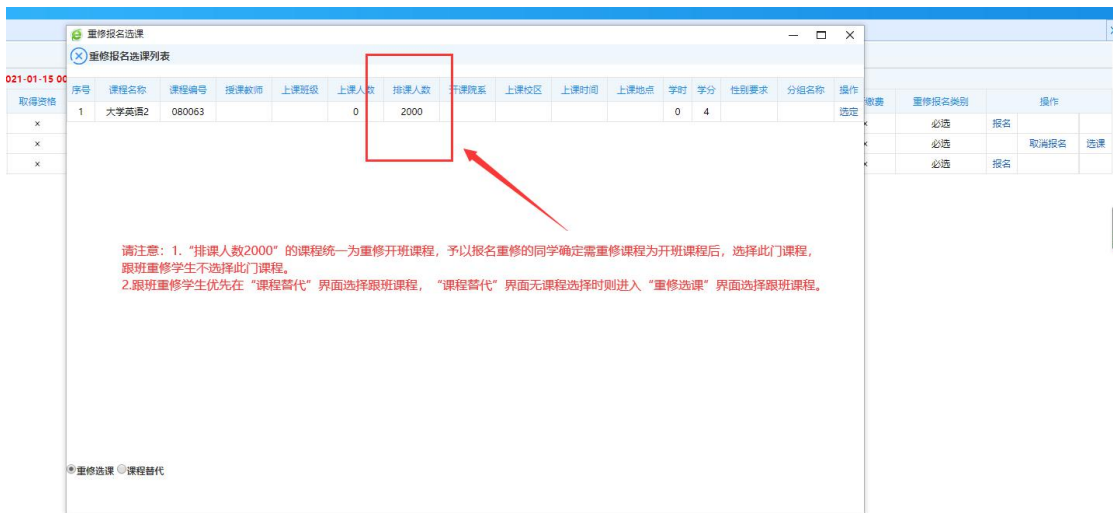 重修报名选课
重修报名选课列表
021-01-15 00
序号 课程名称 课程编号 授课教师 上课班级 上课人数 排课人数 开课院系 上课校区 上课时间 上课地点 学时 学分 性别要求 分组名称 操作
取得资格 缴费 重修报名类别 操作
1 大学英语2 080063 0 2000 0 4 选定
× × 必选 报名
× × 必选 取消报名 选课
× × 必选 报名
请注意：1.“排课人数2000”的课程统一为重修开班课程，予以报名重修的同学确定需重修课程为开班课程后，选择此门课程，
跟班重修学生不选择此门课程。
2.跟班重修学生优先在“课程替代”界面选择跟班课程，“课程替代”界面无课程选择时则进入“重修选课”界面选择跟班课程。
重修选课 课程替代